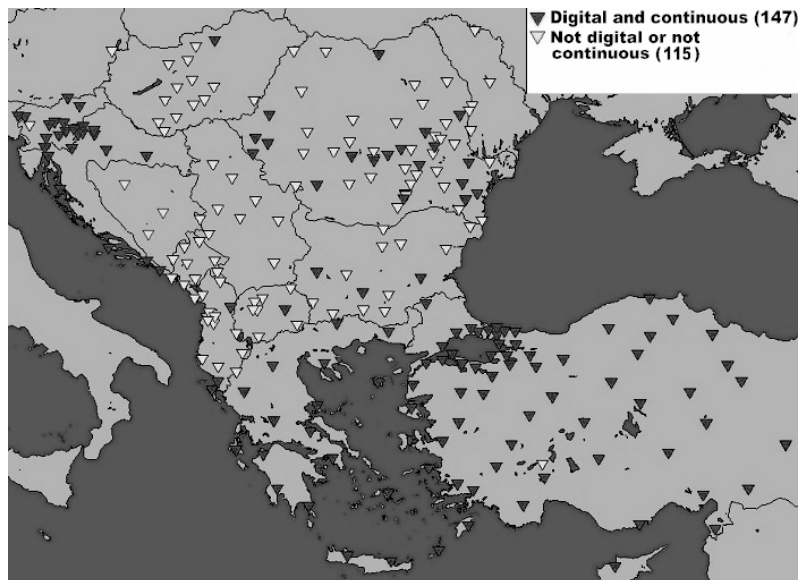 Digital and continuous (147)
Not digital or not
continuous (115)